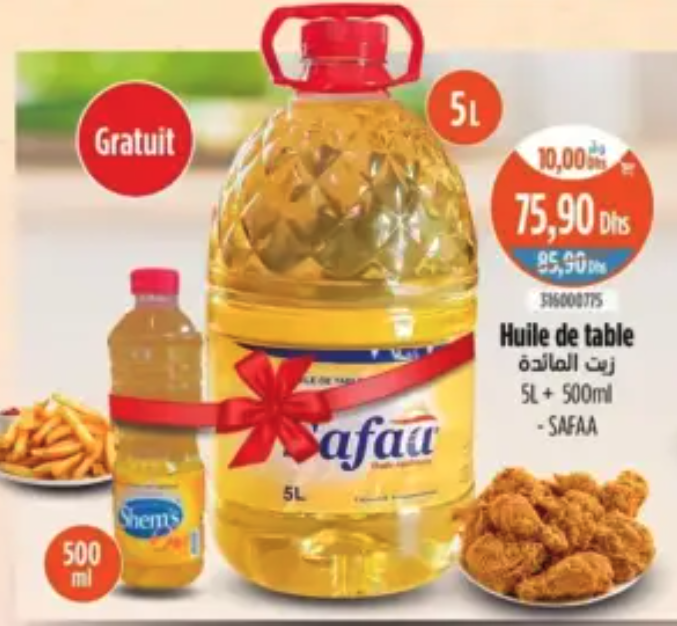 Gratuit
5L
10,00 Dhs
75,90 Dhs
85,90 Dhs
316000775
Huile de table
زيت المائدة
5L + 500ml
- SAFAA
Safaa
5L
Shem's
500
ml